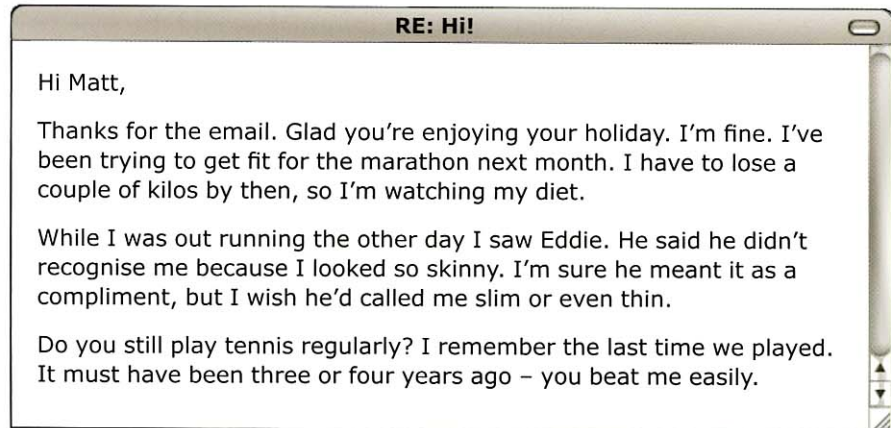 RE: Hi!
Hi Matt,
Thanks for the email. Glad you're enjoying your holiday. I'm fine. I've
been trying to get fit for the marathon next month. I have to lose a
couple of kilos by then, so I'm watching my diet.
While I was out running the other day I saw Eddie. He said he didn't
recognise me because I looked so skinny. I'm sure he meant it as a
compliment, but I wish he'd called me slim or even thin.
Do you still play tennis regularly? I remember the last time we played.
It must have been three or four years ago – you beat me easily.